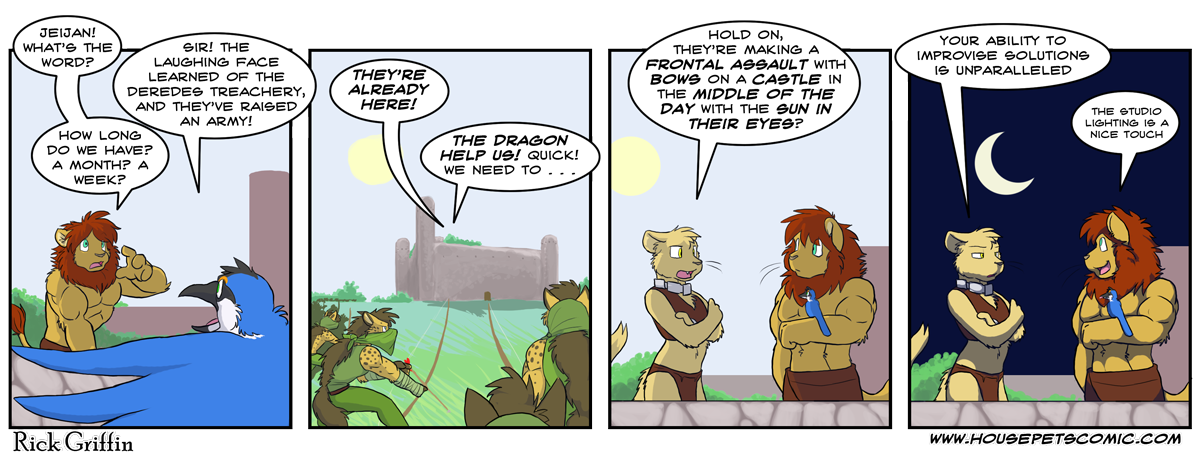 JEIJAN!
WHAT'S THE
WORD?
SIR! THE
LAUGHING FACE
LEARNED OF THE
DEREDES TREACHERY,
AND THEY'VE RAISED
AN ARMY!
HOW LONG
DO WE HAVE?
A MONTH? A
WEEK?
THEY'RE
ALREADY
HERE!
THE DRAGON
HELP US! QUICK!
WE NEED TO . . .
HOLD ON,
THEY'RE MAKING A
FRONTAL ASSAULT WITH
BOWS ON A CASTLE IN
THE MIDDLE OF THE
DAY WITH THE SUN IN
THEIR EYES?
YOUR ABILITY TO
IMPROVISE SOLUTIONS
IS UNPARALLELED
THE STUDIO
LIGHTING IS A
NICE TOUCH
Rick Griffin
WWW.HOUSEPETSCOMIC.COM